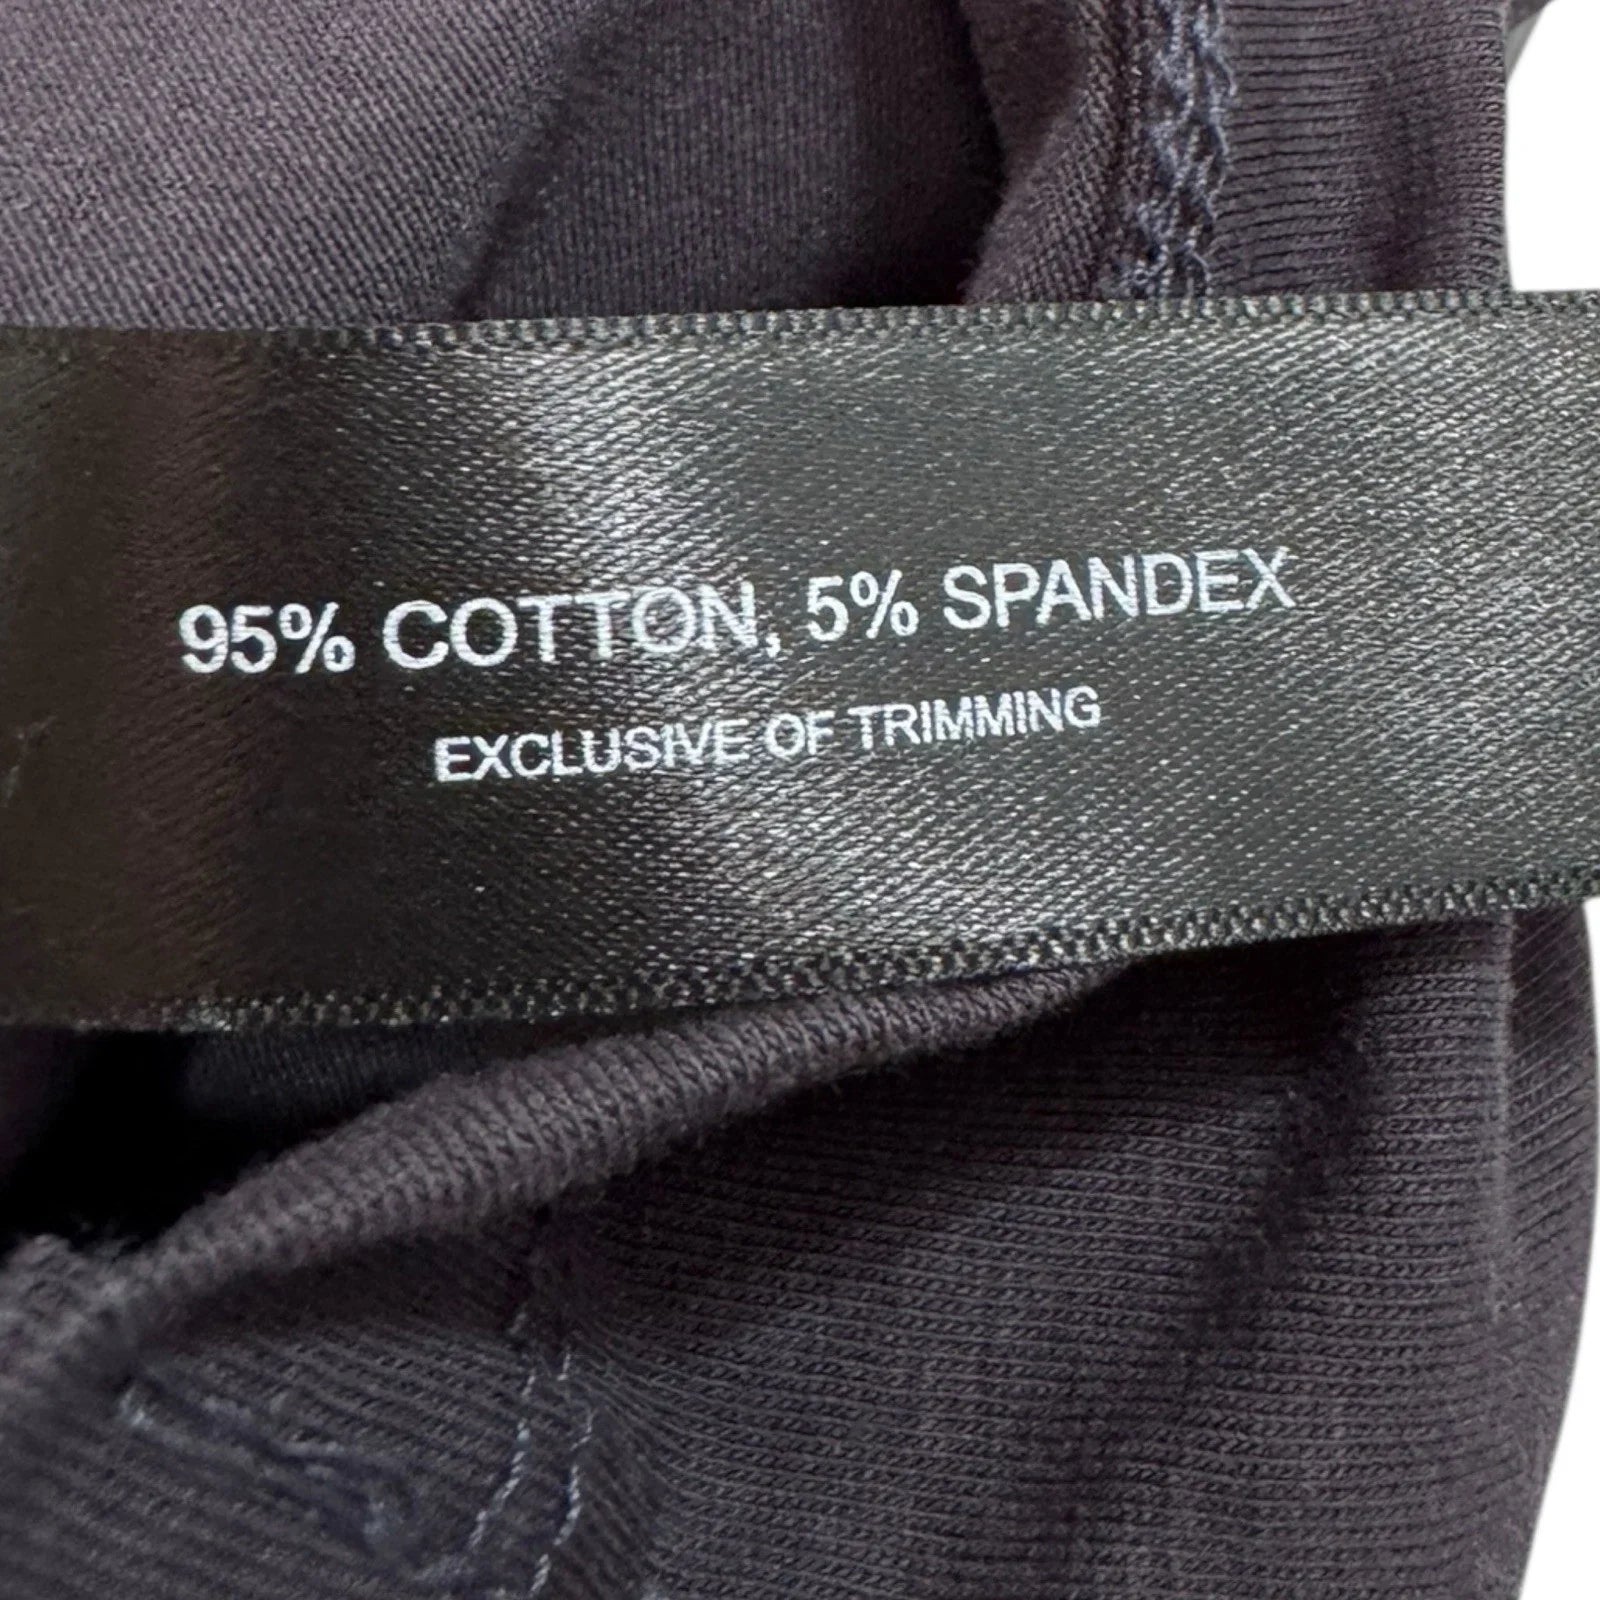 95% COTTON, 5% SPANDEX
EXCLUSIVE OF TRIMMING